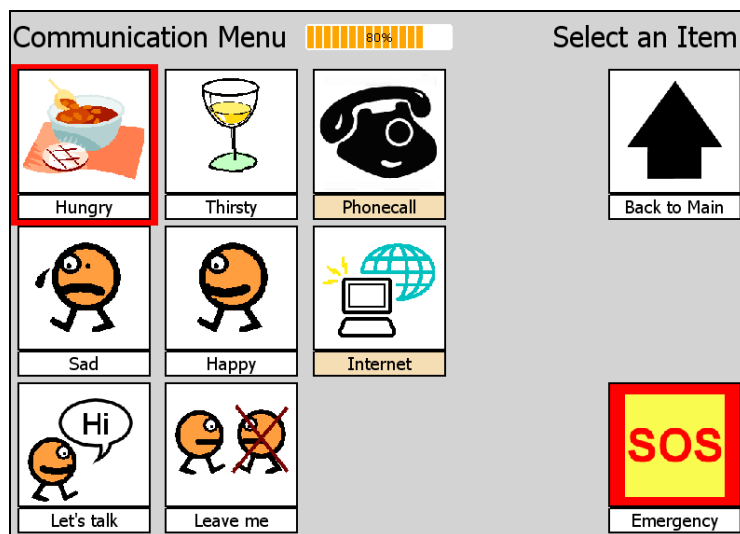 Communication Menu 80% Select an Item
Hungry Thirsty Phonecall Back to Main
Sad Happy Internet
Hi
SOS
Let's talk Leave me Emergency